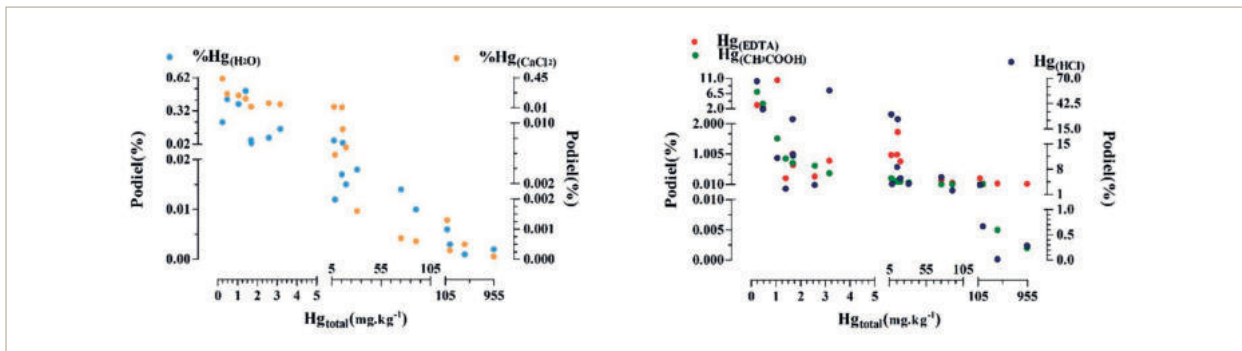 %Hg(H²O) %Hg(CaCl²)
0.62 0.45
0.01
0.32 0.010
0.02
0.02 0.002
0.002
0.01
0.001
0.00 0.000
Podiel(%) Podiel(%)
5 55 105
0 1 2 3 4 5 105 955
Hgtotal(mg.kg⁻¹)
Hg(EDTA)
Hg(CH³COOH) Hg(HCl)
11.0 70.0
6.5 42.5
2.0
2.000 15.0
15
1.005 8
0.010 1
0.010 1.0
0.005 0.5
0.000 0.0
Podiel(%) Podiel(%)
5 55 105
0 1 2 3 4 5 105 955
Hgtotal(mg.kg⁻¹)